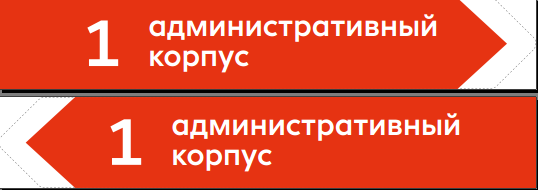 1 административный
корпус
1 административный
корпус